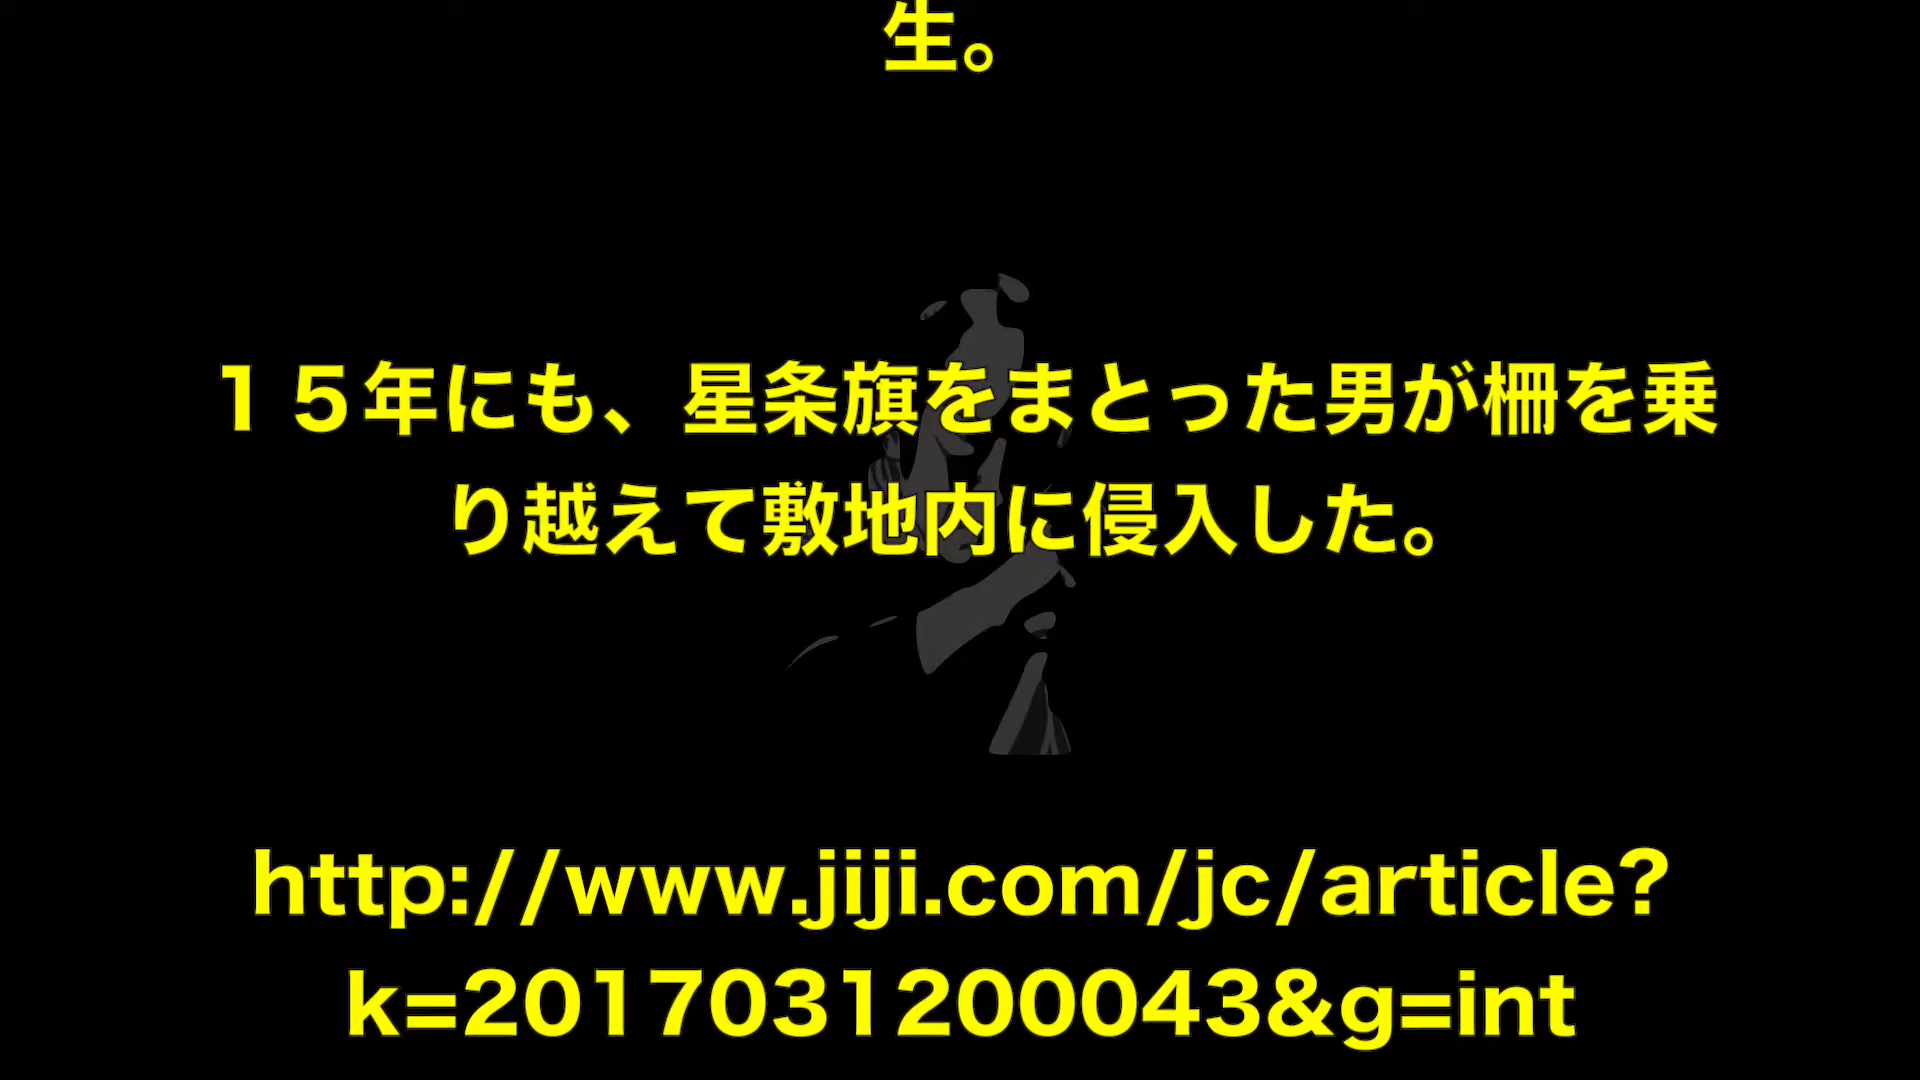 生。
１５年にも、星条旗をまとった男が柵を乗
り越えて敷地内に侵入した。
http://www.jiji.com/jc/article?
k=2017031200043&g=int